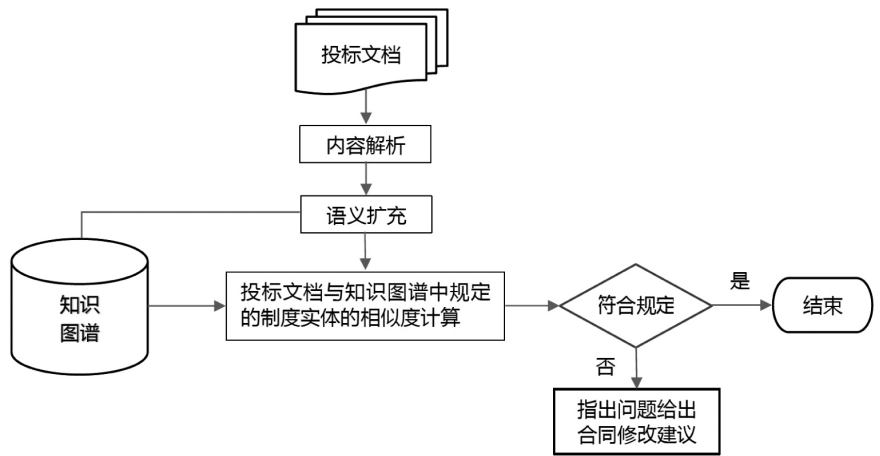 投标文档
内容解析
语义扩充
知识
图谱
投标文档与知识图谱中规定
的制度实体的相似度计算
符合规定
是
结束
否
指出问题给出
合同修改建议